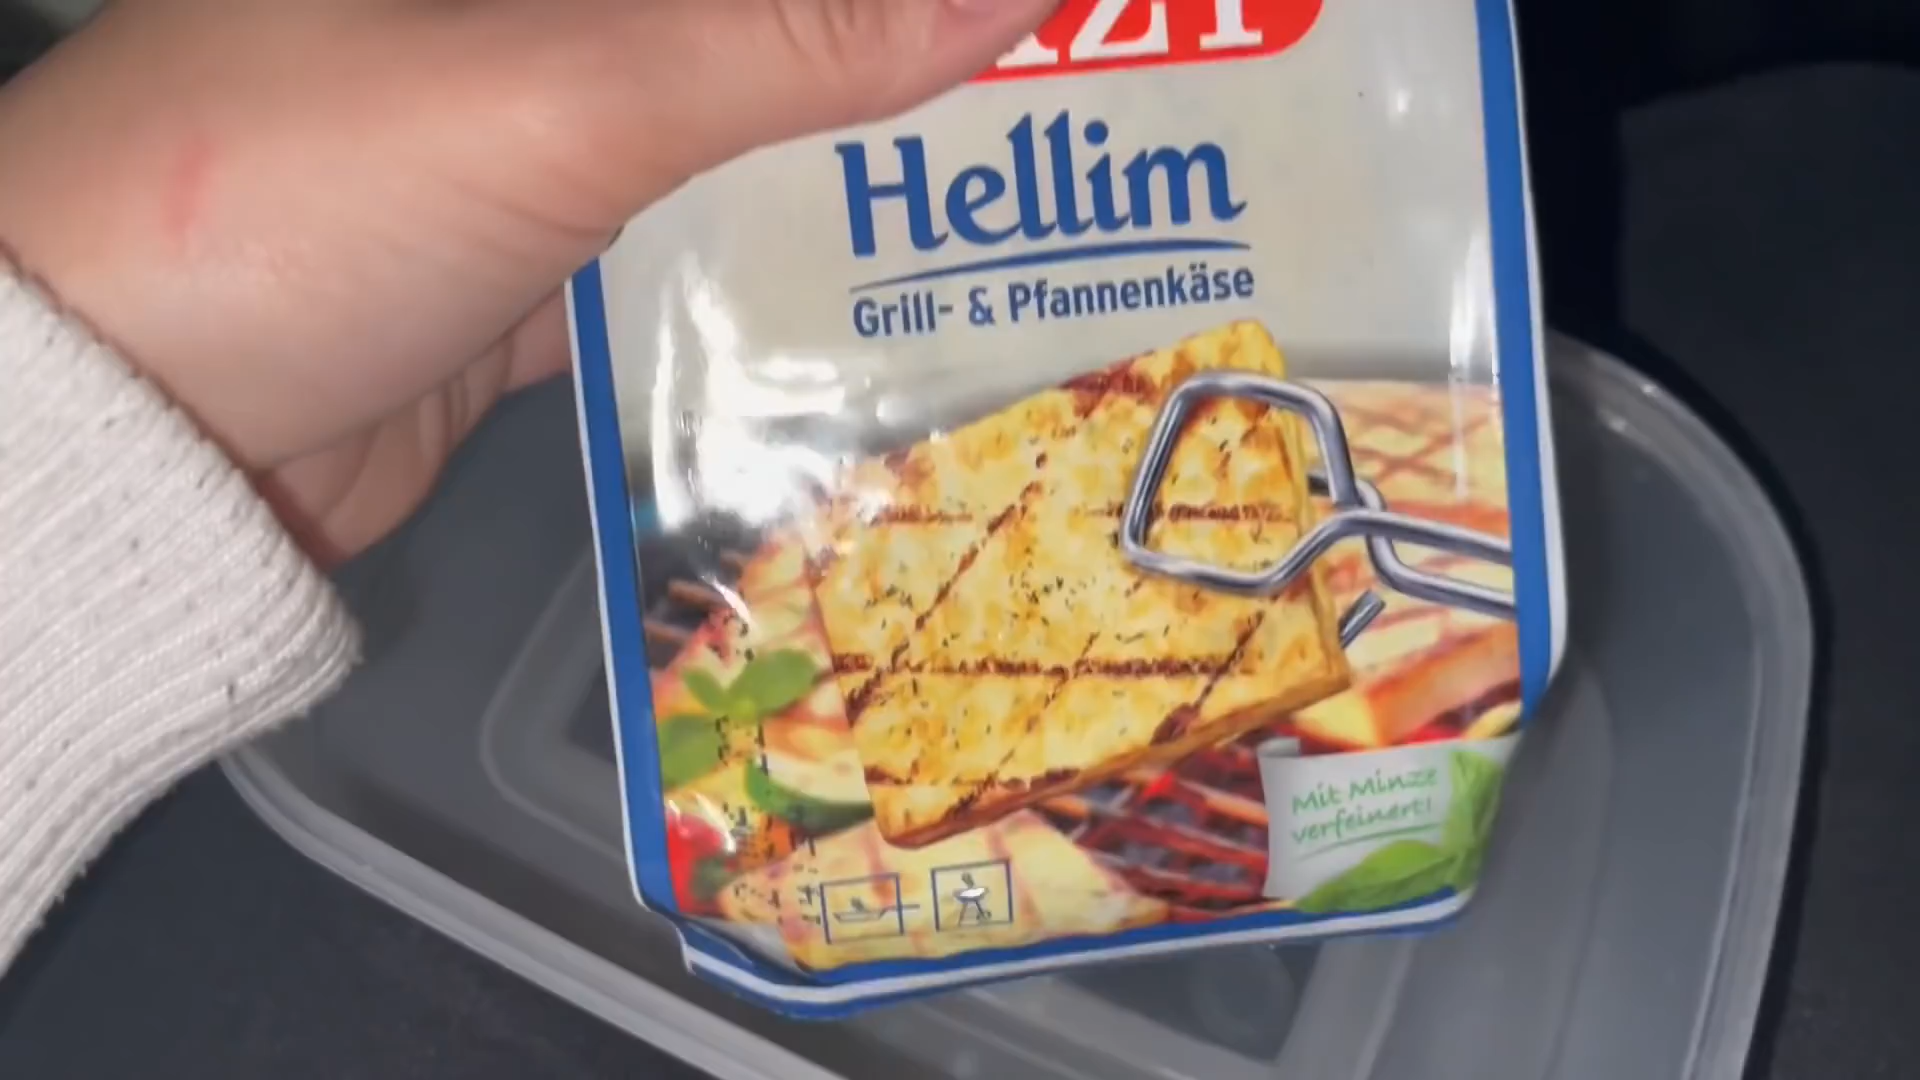 Hellim
Grill- & Pfannenkäse
Mit Minze
verfeinert!